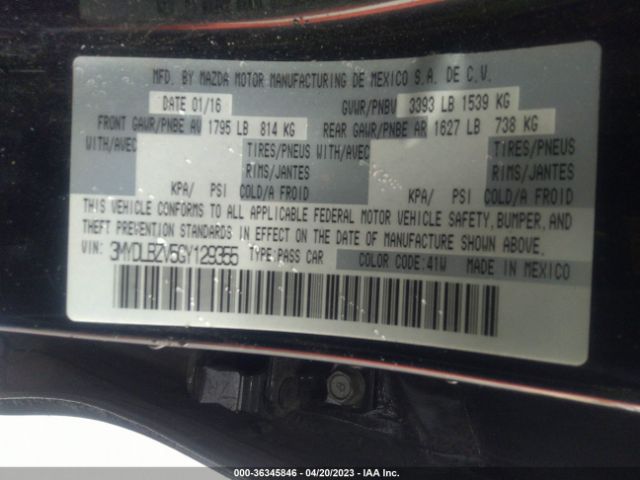 MFD. BY MAZDA MOTOR MANUFACTURING DE MEXICO S.A. DE C.V.
DATE 01/16 GVWR/PNBV 3393 LB 1539 KG
FRONT GAWR/PNBE AV 1795 LB 814 KG REAR GAWR/PNBE AR 1627 LB 738 KG
WITH/AVEC TIRES/PNEUS WITH/AVEC TIRES/PNEUS
RIMS/JANTES RIMS/JANTES
KPA/ PSI COLD/A FROID KPA/ PSI COLD/A FROID
THIS VEHICLE CONFORMS TO ALL APPLICABLE FEDERAL MOTOR VEHICLE SAFETY, BUMPER, AND
THEFT PREVENTION STANDARDS IN EFFECT ON THE DATE OF MANUFACTURE SHOWN ABOVE.
VIN: 3MYDLBZV5GY129355 TYPE: PASS CAR COLOR CODE: 41W MADE IN MEXICO
000-36345846 - 04/20/2023 - IAAI.COM